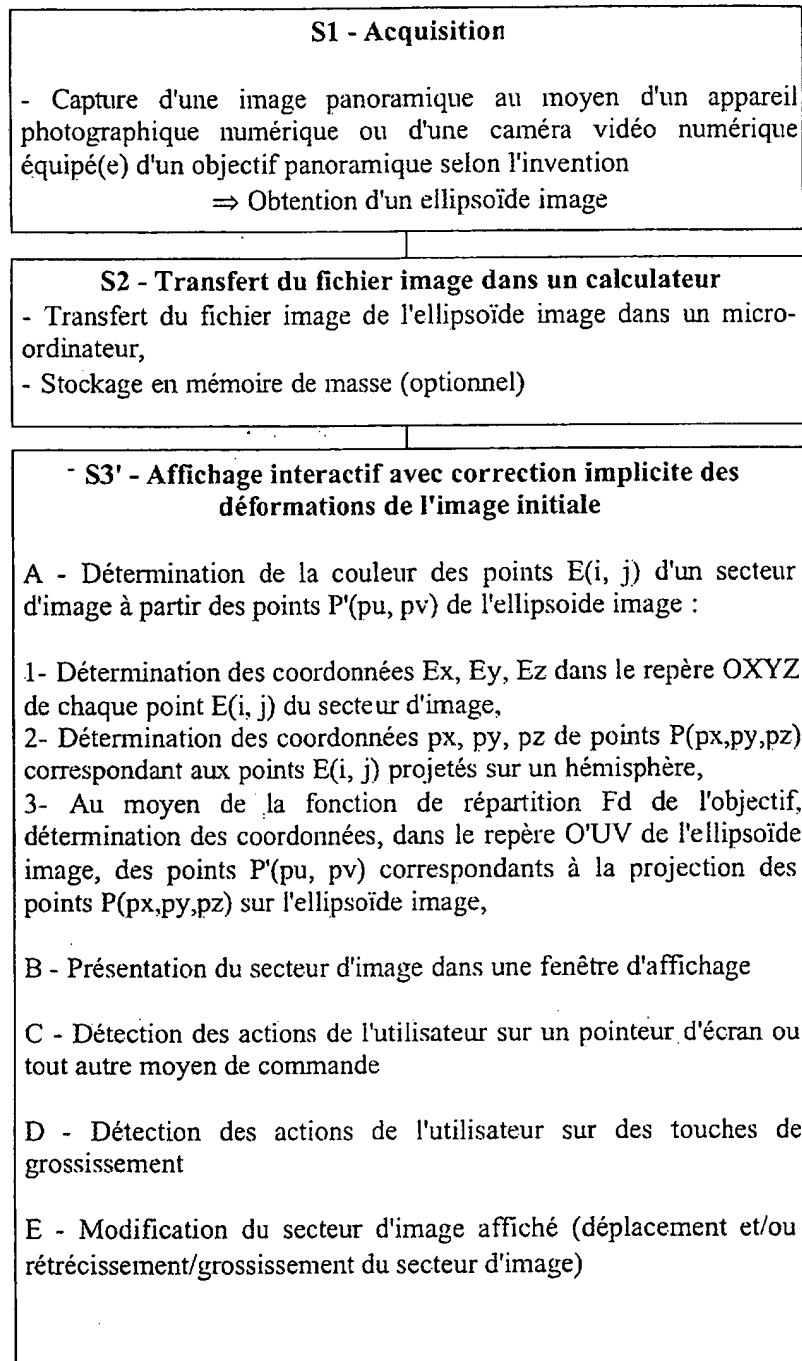 S1 - Acquisition
- Capture d'une image panoramique au moyen d'un appareil
photographique numérique ou d'une caméra vidéo numérique
équipé(e) d'un objectif panoramique selon l'invention
⇒ Obtention d'un ellipsoïde image
S2 - Transfert du fichier image dans un calculateur
- Transfert du fichier image de l'ellipsoïde image dans un micro-
ordinateur,
- Stockage en mémoire de masse (optionnel)
S3' - Affichage interactif avec correction implicite des
déformations de l'image initiale
A - Détermination de la couleur des points E(i, j) d'un secteur
d'image à partir des points P'(pu, pv) de l'ellipsoide image :
1- Détermination des coordonnées Ex, Ey, Ez dans le repère OXYZ
de chaque point E(i, j) du secteur d'image,
2- Détermination des coordonnées px, py, pz de points P(px,py,pz)
correspondant aux points E(i, j) projetés sur un hémisphère,
3- Au moyen de la fonction de répartition Fd de l'objectif,
détermination des coordonnées, dans le repère O'UV de l'ellipsoïde
image, des points P'(pu, pv) correspondants à la projection des
points P(px,py,pz) sur l'ellipsoïde image,
B - Présentation du secteur d'image dans une fenêtre d'affichage
C - Détection des actions de l'utilisateur sur un pointeur d'écran ou
tout autre moyen de commande
D - Détection des actions de l'utilisateur sur des touches de
grossissement
E - Modification du secteur d'image affiché (déplacement et/ou
rétrécissement/grossissement du secteur d'image)